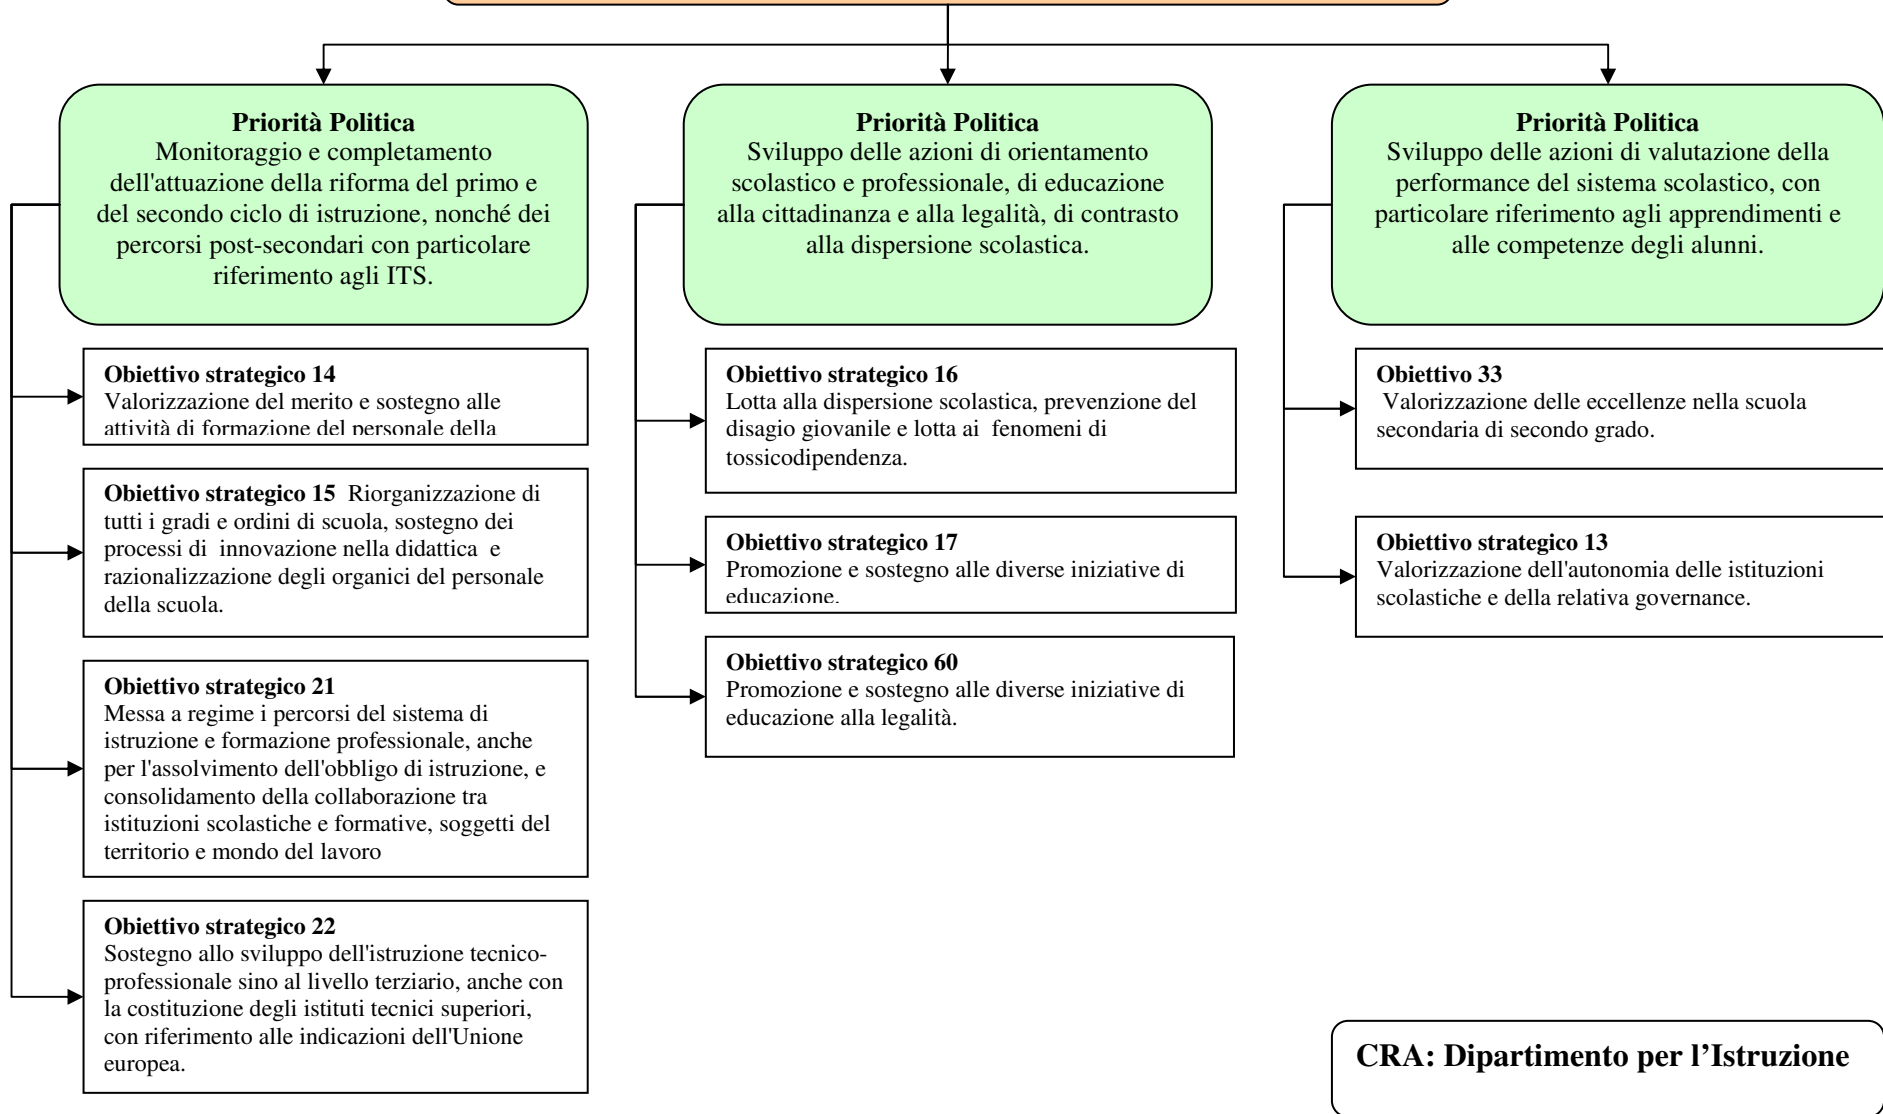 Priorità Politica
Monitoraggio e completamento
dell'attuazione della riforma del primo e
del secondo ciclo di istruzione, nonché dei
percorsi post-secondari con particolare
riferimento agli ITS.
Obiettivo strategico 14
Valorizzazione del merito e sostegno alle
attività di formazione del personale della
Obiettivo strategico 15  Riorganizzazione di
tutti i gradi e ordini di scuola, sostegno dei
processi di  innovazione nella didattica  e
razionalizzazione degli organici del personale
della scuola.
Obiettivo strategico 21
Messa a regime i percorsi del sistema di
istruzione e formazione professionale, anche
per l'assolvimento dell'obbligo di istruzione, e
consolidamento della collaborazione tra
istituzioni scolastiche e formative, soggetti del
territorio e mondo del lavoro
Obiettivo strategico 22
Sostegno allo sviluppo dell'istruzione tecnico-
professionale sino al livello terziario, anche con
la costituzione degli istituti tecnici superiori,
con riferimento alle indicazioni dell'Unione
europea.
Priorità Politica
Sviluppo delle azioni di orientamento
scolastico e professionale, di educazione
alla cittadinanza e alla legalità, di contrasto
alla dispersione scolastica.
Obiettivo strategico 16
Lotta alla dispersione scolastica, prevenzione del
disagio giovanile e lotta ai  fenomeni di
tossicodipendenza.
Obiettivo strategico 17
Promozione e sostegno alle diverse iniziative di
educazione.
Obiettivo strategico 60
Promozione e sostegno alle diverse iniziative di
educazione alla legalità.
Priorità Politica
Sviluppo delle azioni di valutazione della
performance del sistema scolastico, con
particolare riferimento agli apprendimenti e
alle competenze degli alunni.
Obiettivo 33
Valorizzazione delle eccellenze nella scuola
secondaria di secondo grado.
Obiettivo strategico 13
Valorizzazione dell'autonomia delle istituzioni
scolastiche e della relativa governance.
CRA: Dipartimento per l’Istruzione